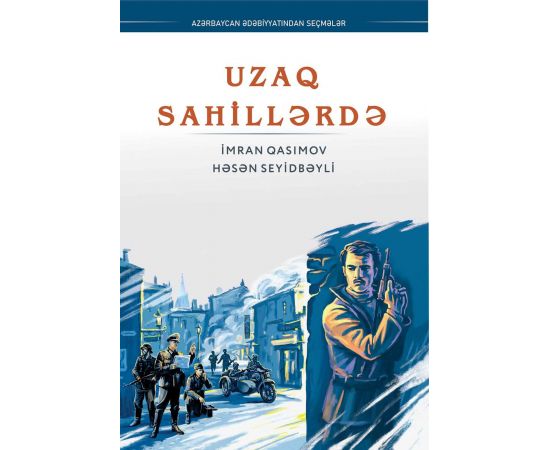 AZƏRBAYCAN ƏDƏBİYYATINDAN SEÇMƏLƏR
UZAQ
SAHİLLƏRDƏ
İMRAN QASIMOV
HƏSƏN SEYİDBƏYLİ